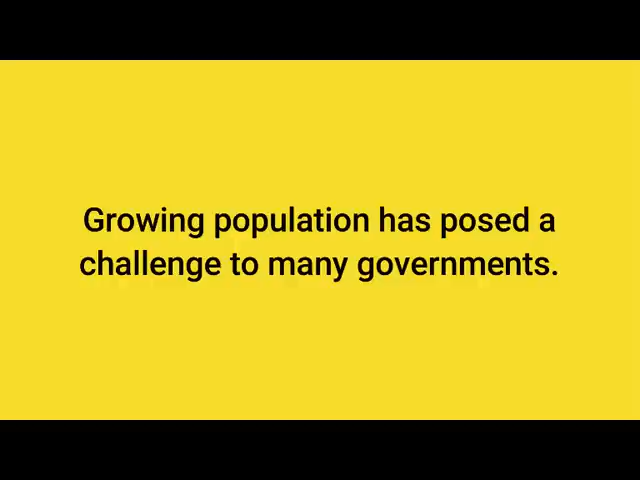 Growing population has posed a
challenge to many governments.